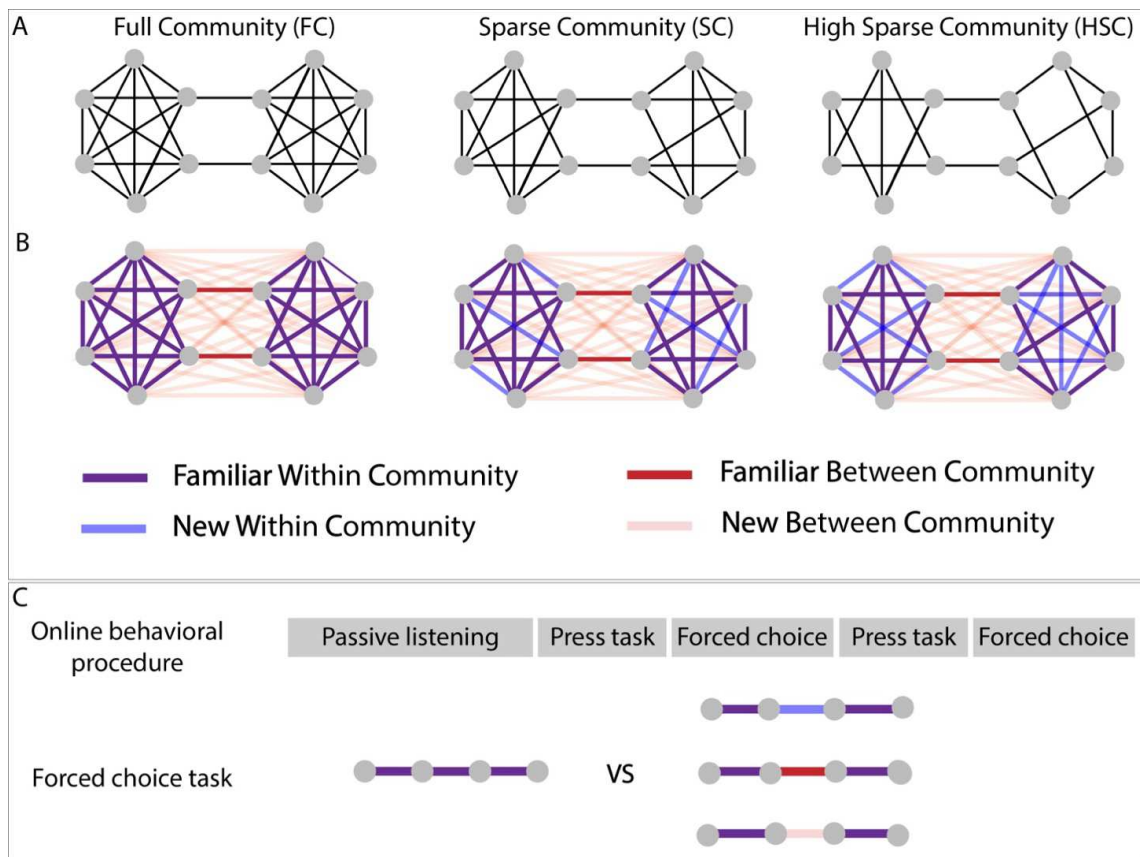 A
Full Community (FC)
Sparse Community (SC)
High Sparse Community (HSC)
B
Familiar Within Community
Familiar Between Community
New Within Community
New Between Community
C
Online behavioral
procedure
Passive listening
Press task
Forced choice
Press task
Forced choice
Forced choice task
VS